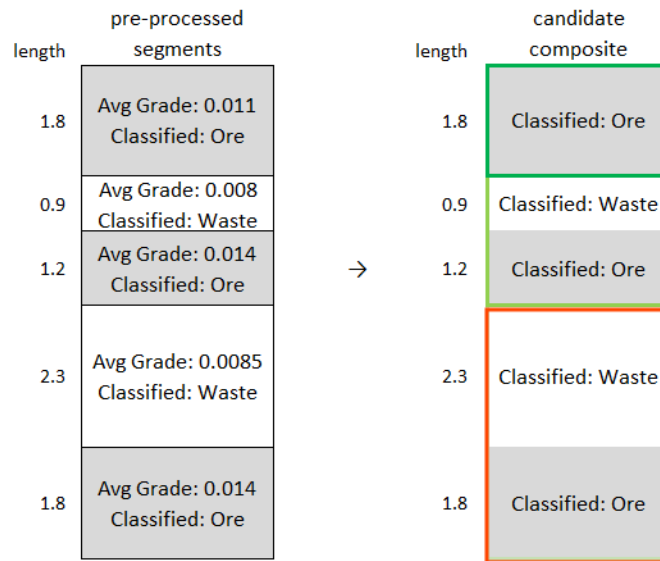 pre-processed
segments
length
1.8
Avg Grade: 0.011
Classified: Ore
0.9
Avg Grade: 0.008
Classified: Waste
1.2
Avg Grade: 0.014
Classified: Ore
2.3
Avg Grade: 0.0085
Classified: Waste
1.8
Avg Grade: 0.014
Classified: Ore
→
candidate
composite
length
1.8
Classified: Ore
0.9
Classified: Waste
1.2
Classified: Ore
2.3
Classified: Waste
1.8
Classified: Ore